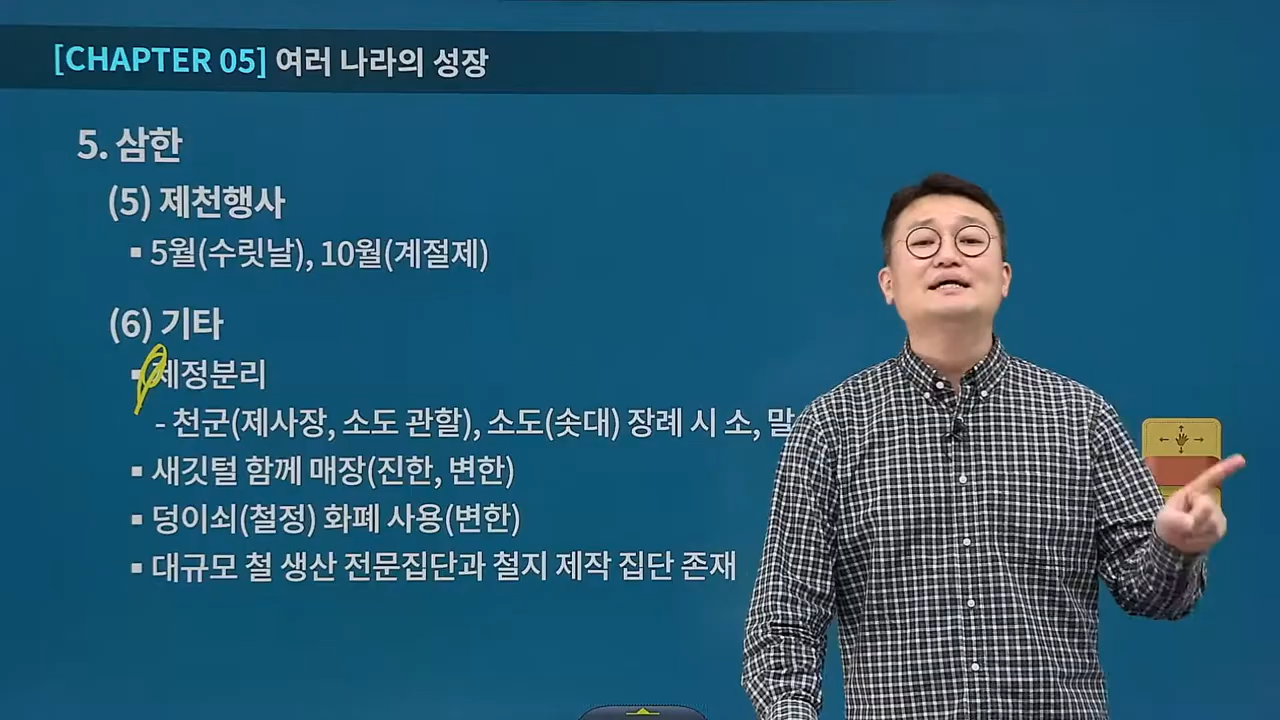 [CHAPTER 05] 여러 나라의 성장
5. 삼한
(5) 제천행사
▪ 5월(수릿날), 10월(계절제)
(6) 기타
▪ 제정분리
- 천군(제사장, 소도 관할), 소도(솟대) 장례 시 소, 말
▪ 새깃털 함께 매장(진한, 변한)
▪ 덩이쇠(철정) 화폐 사용(변한)
▪ 대규모 철 생산 전문집단과 철지 제작 집단 존재